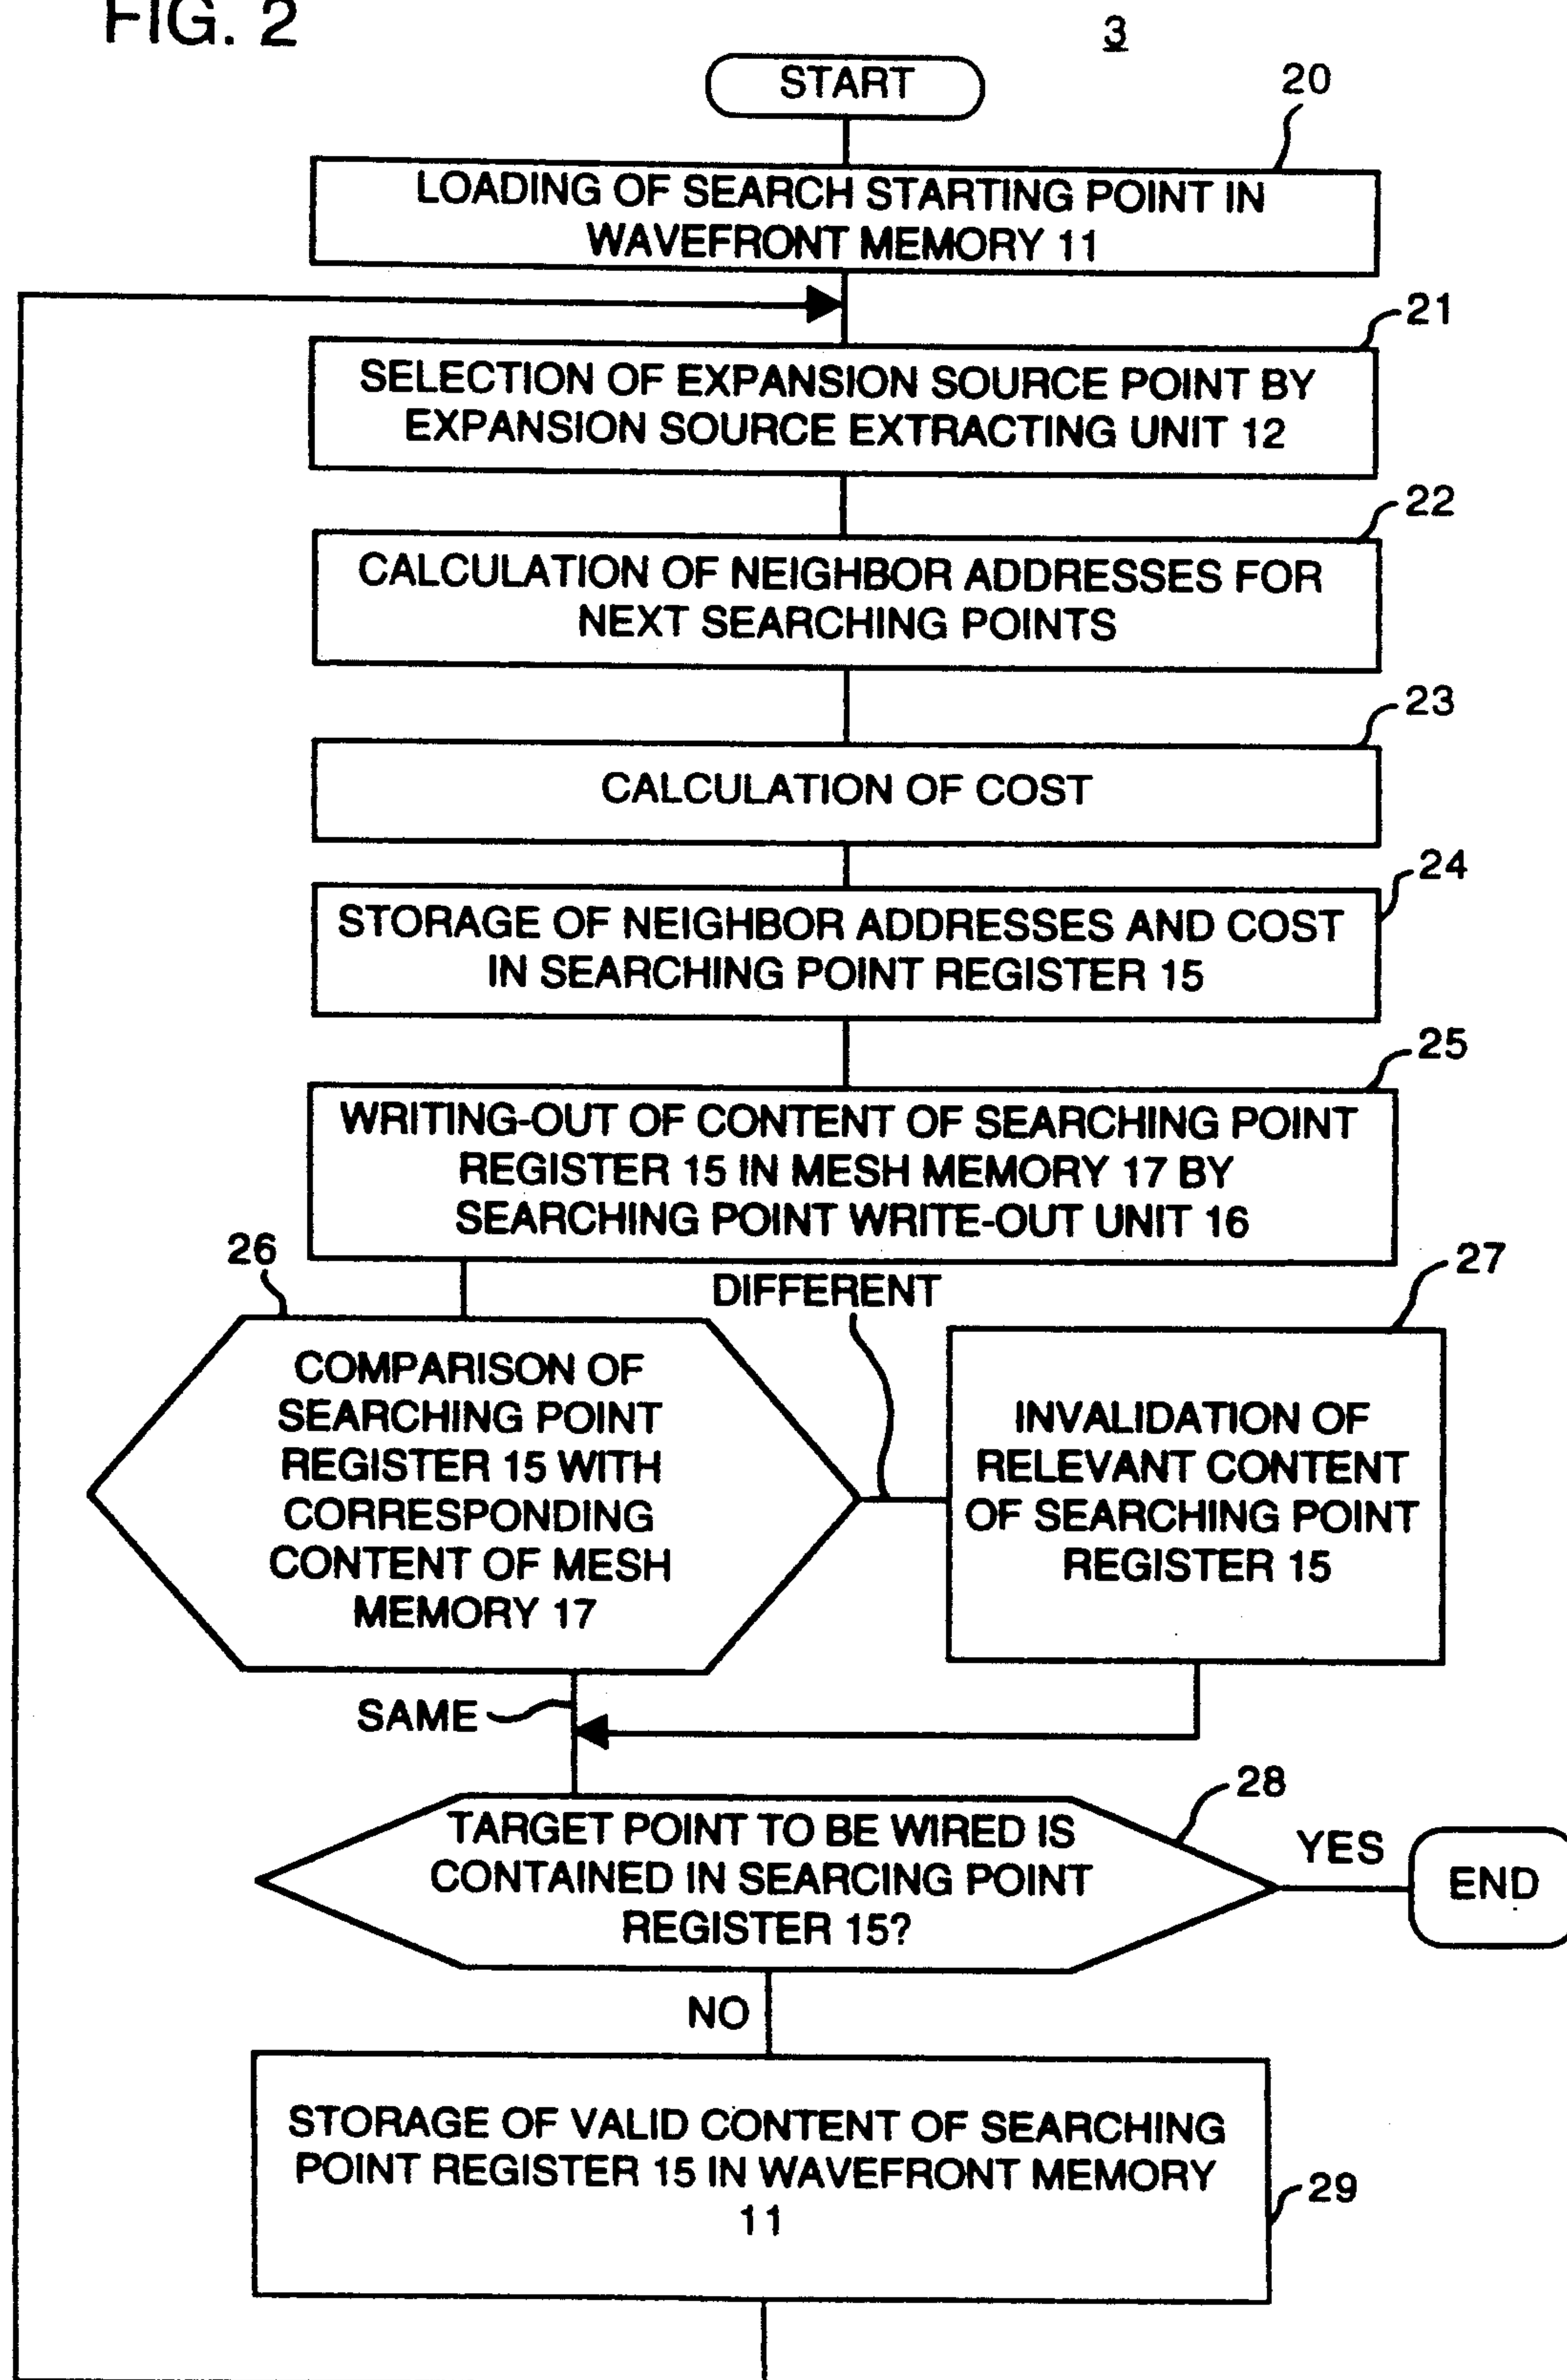 FIG. 2
3
START
20
LOADING OF SEARCH STARTING POINT IN
WAVEFRONT MEMORY 11
21
SELECTION OF EXPANSION SOURCE POINT BY
EXPANSION SOURCE EXTRACTING UNIT 12
22
CALCULATION OF NEIGHBOR ADDRESSES FOR
NEXT SEARCHING POINTS
23
CALCULATION OF COST
24
STORAGE OF NEIGHBOR ADDRESSES AND COST
IN SEARCHING POINT REGISTER 15
25
WRITING-OUT OF CONTENT OF SEARCHING POINT
REGISTER 15 IN MESH MEMORY 17 BY
SEARCHING POINT WRITE-OUT UNIT 16
26
DIFFERENT
27
COMPARISON OF
SEARCHING POINT
REGISTER 15 WITH
CORRESPONDING
CONTENT OF MESH
MEMORY 17
INVALIDATION OF
RELEVANT CONTENT
OF SEARCHING POINT
REGISTER 15
SAME
28
TARGET POINT TO BE WIRED IS
CONTAINED IN SEARCING POINT
REGISTER 15?
YES
END
NO
STORAGE OF VALID CONTENT OF SEARCHING
POINT REGISTER 15 IN WAVEFRONT MEMORY
11
29